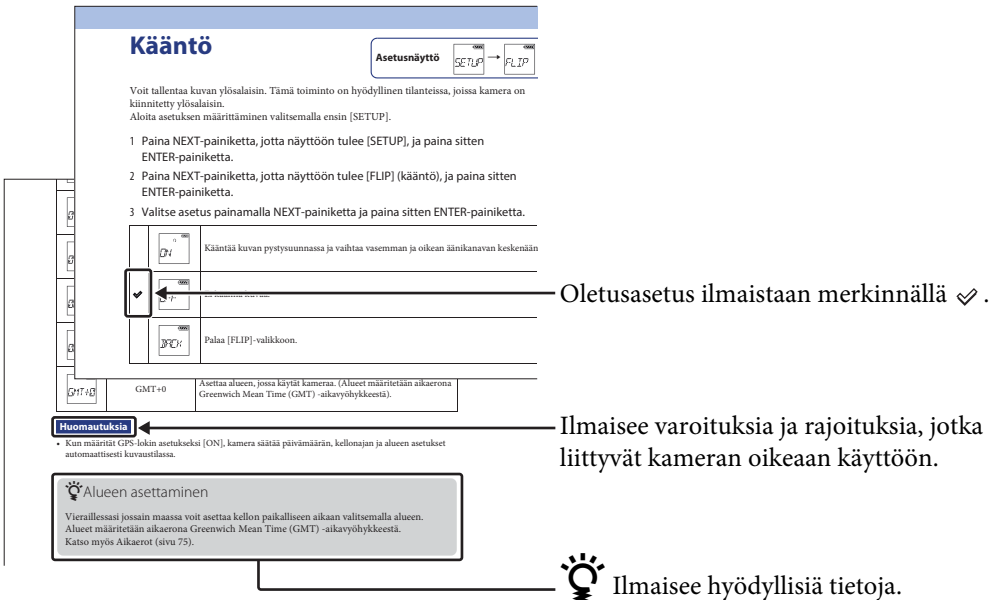 Kääntö
Asetusnäyttö SETUP → FLIP
Voit tallentaa kuvan ylösalaisin. Tämä toiminto on hyödyllinen tilanteissa, joissa kamera on
kiinnitetty ylösalaisin.
Aloita asetuksen määrittäminen valitsemalla ensin [SETUP].
1 Paina NEXT-painiketta, jotta näyttöön tulee [SETUP], ja paina sitten
ENTER-painiketta.
2 Paina NEXT-painiketta, jotta näyttöön tulee [FLIP] (kääntö), ja paina sitten
ENTER-painiketta.
3 Valitse asetus painamalla NEXT-painiketta ja paina sitten ENTER-painiketta.
ON Kääntää kuvan pystysuunnassa ja vaihtaa vasemman ja oikean äänikanavan keskenään
Oletusasetus ilmaistaan merkinnällä ✓.
BACK Palaa [FLIP]-valikkoon.
GMT+0 GMT+0 Asettaa alueen, jossa käytät kameraa. (Alueet määritetään aikaerona
Greenwich Mean Time (GMT) -aikavyöhykkeestä).
Huomautuksia
• Kun määrität GPS-lokin asetukseksi [ON], kamera säätää päivämäärän, kellonajan ja alueen asetukset
automaattisesti kuvaustilassa.
Ilmaisee varoituksia ja rajoituksia, jotka
liittyvät kameran oikeaan käyttöön.
Alueen asettaminen
Vieraillessasi jossain maassa voit asettaa kellon paikalliseen aikaan valitsemalla alueen.
Alueet määritetään aikaerona Greenwich Mean Time (GMT) -aikavyöhykkeestä.
Katso myös Aikaerot (sivu 75).
Ilmaisee hyödyllisiä tietoja.